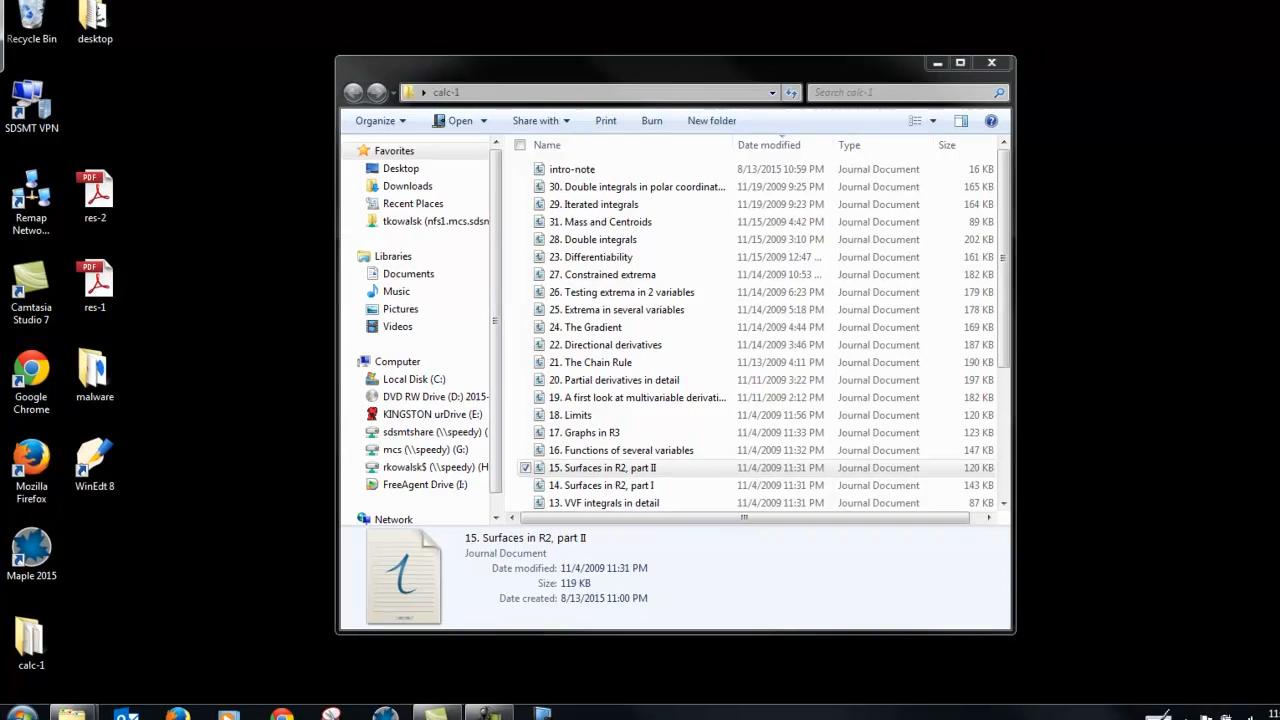 Recycle Bin
desktop
SDSMT VPN
Remap
Netwo...
PDF
res-2
Camtasia
Studio 7
PDF
res-1
Google
Chrome
malware
Mozilla
Firefox
WinEdt 8
Maple 2015
calc-1
calc-1
Search calc-1
Organize
Open
Share with
Print
Burn
New folder
Favorites
Desktop
Downloads
Recent Places
tkowalsk (nfs1.mcs.sdsn
Libraries
Documents
Music
Pictures
Videos
Computer
Local Disk (C:)
DVD RW Drive (D:) 2015-
KINGSTON urDrive (E:)
sdsmtshare (\\speedy) (
mcs (\\speedy) (G:)
rkowalsk$ (\\speedy) (H
FreeAgent Drive (I:)
Network
Name Date modified Type Size
intro-note 8/13/2015 10:59 PM Journal Document 16 KB
30. Double integrals in polar coordinat... 11/19/2009 9:25 PM Journal Document 165 KB
29. Iterated integrals 11/19/2009 9:23 PM Journal Document 164 KB
31. Mass and Centroids 11/15/2009 4:42 PM Journal Document 89 KB
28. Double integrals 11/15/2009 3:10 PM Journal Document 202 KB
23. Differentiability 11/15/2009 12:47 ... Journal Document 161 KB
27. Constrained extrema 11/14/2009 10:53 ... Journal Document 182 KB
26. Testing extrema in 2 variables 11/14/2009 6:23 PM Journal Document 179 KB
25. Extrema in several variables 11/14/2009 5:18 PM Journal Document 178 KB
24. The Gradient 11/14/2009 4:44 PM Journal Document 169 KB
22. Directional derivatives 11/14/2009 3:46 PM Journal Document 187 KB
21. The Chain Rule 11/13/2009 4:11 PM Journal Document 190 KB
20. Partial derivatives in detail 11/11/2009 3:22 PM Journal Document 197 KB
19. A first look at multivariable derivati... 11/11/2009 2:12 PM Journal Document 182 KB
18. Limits 11/4/2009 11:56 PM Journal Document 130 KB
17. Graphs in R3 11/4/2009 11:33 PM Journal Document 123 KB
16. Functions of several variables 11/4/2009 11:32 PM Journal Document 147 KB
15. Surfaces in R2, part II 11/4/2009 11:31 PM Journal Document 120 KB
14. Surfaces in R2, part I 11/4/2009 11:31 PM Journal Document 143 KB
13. VVF integrals in detail 11/4/2009 11:31 PM Journal Document 87 KB
15. Surfaces in R2, part II
Journal Document
Date modified: 11/4/2009 11:31 PM
Size: 119 KB
Date created: 8/13/2015 11:00 PM